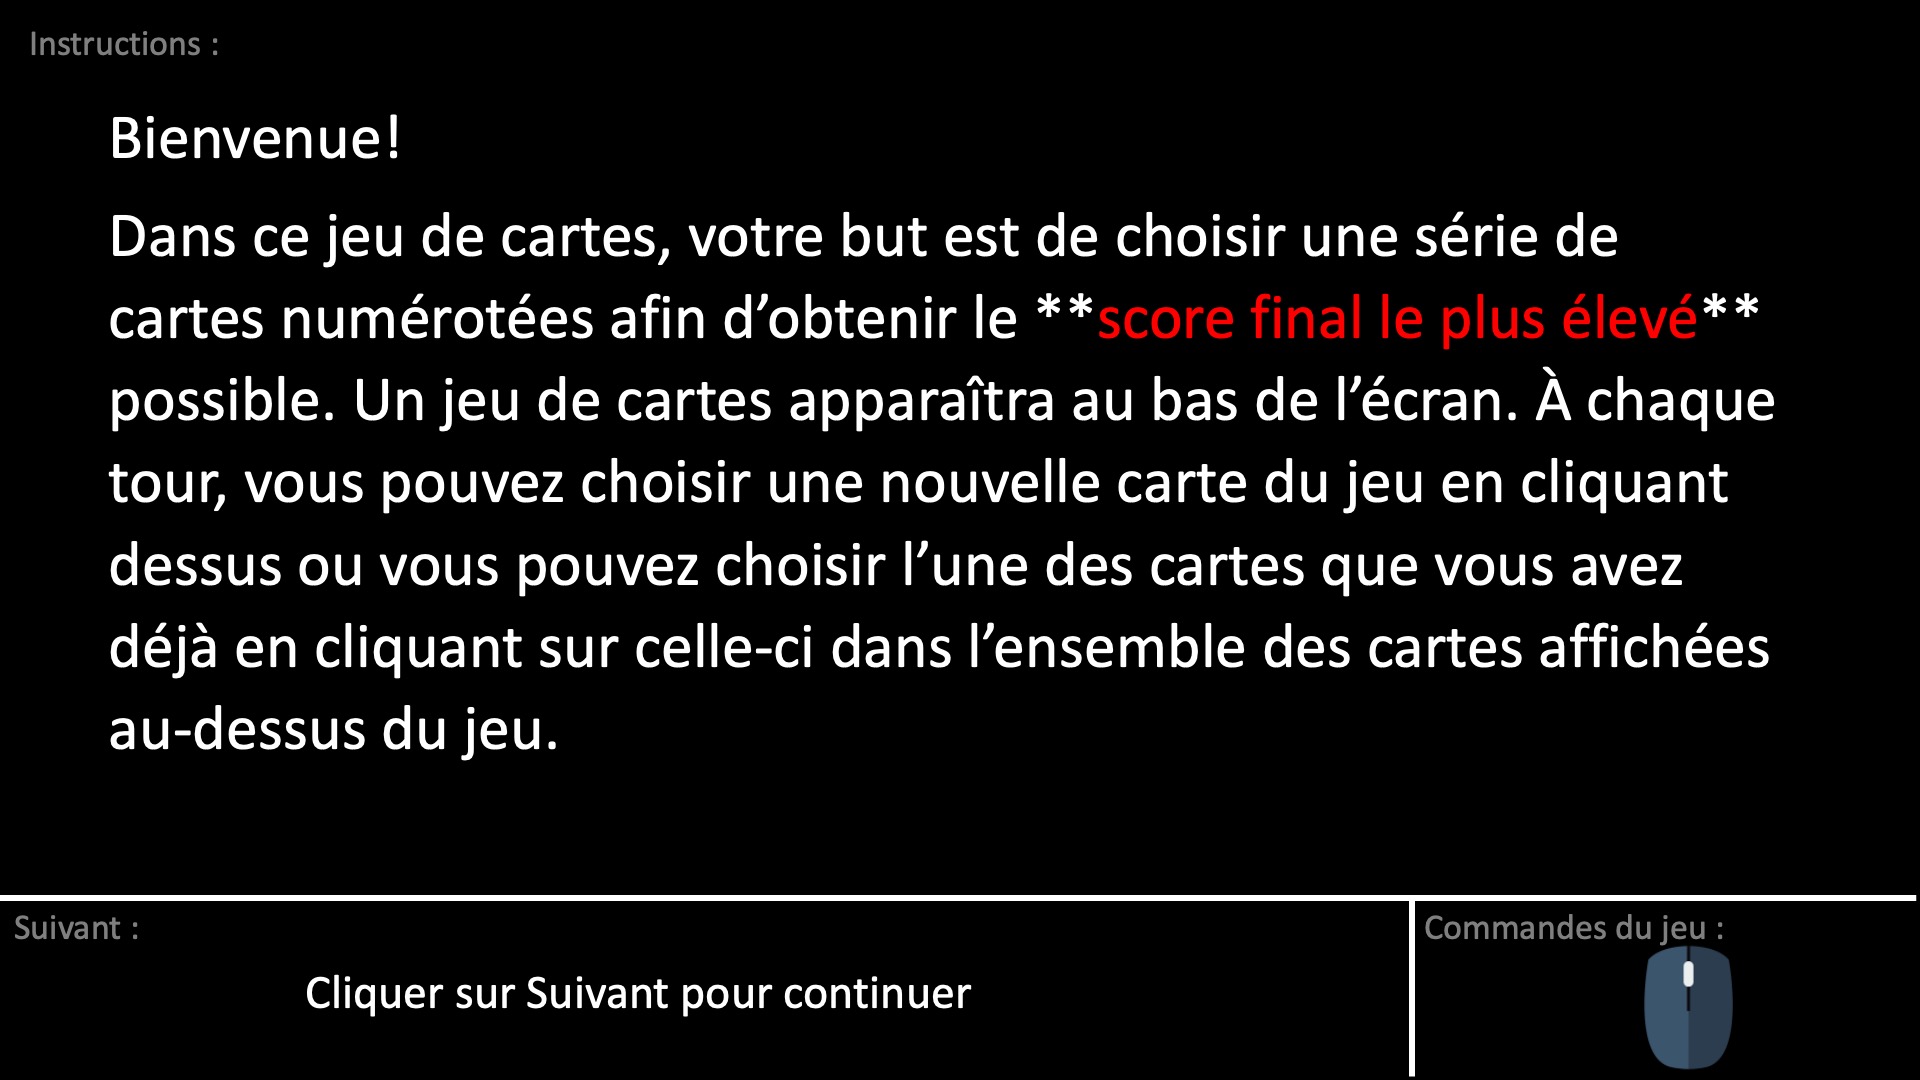 Instructions :
Bienvenue!
Dans ce jeu de cartes, votre but est de choisir une série de
cartes numérotées afin d’obtenir le **score final le plus élevé**
possible. Un jeu de cartes apparaîtra au bas de l’écran. À chaque
tour, vous pouvez choisir une nouvelle carte du jeu en cliquant
dessus ou vous pouvez choisir l’une des cartes que vous avez
déjà en cliquant sur celle-ci dans l’ensemble des cartes affichées
au-dessus du jeu.
Suivant :
Cliquer sur Suivant pour continuer
Commandes du jeu :